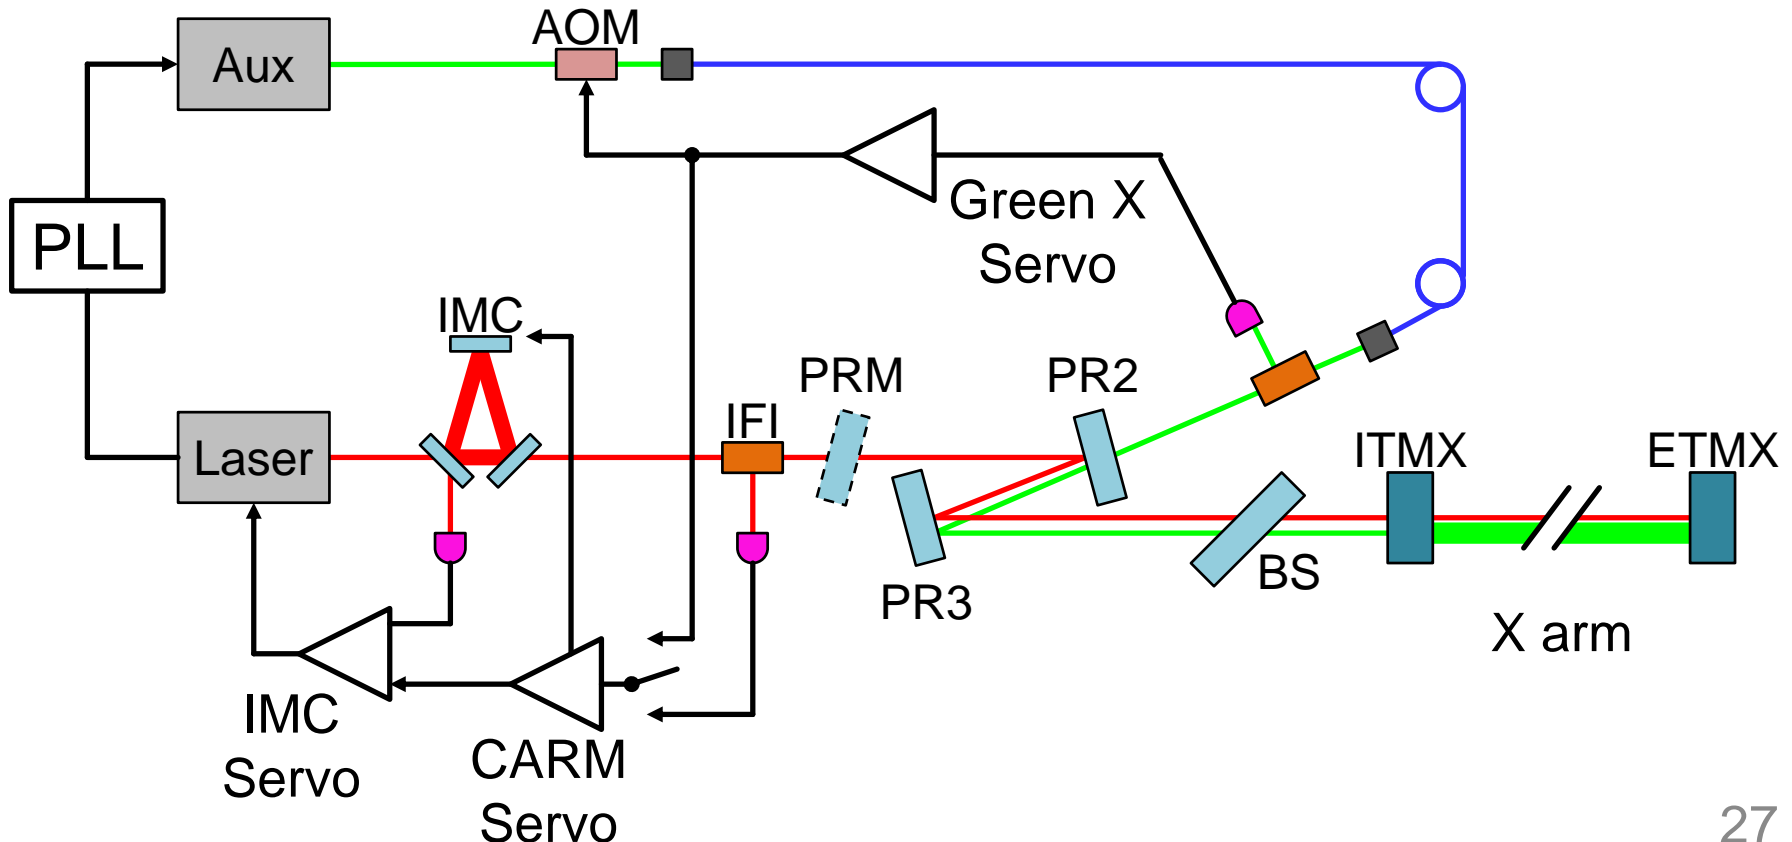 AOM
Aux
Green X
Servo
PLL
IMC
PRM
PR2
IFI
Laser
ITMX
ETMX
BS
PR3
X arm
IMC
Servo
CARM
Servo
27